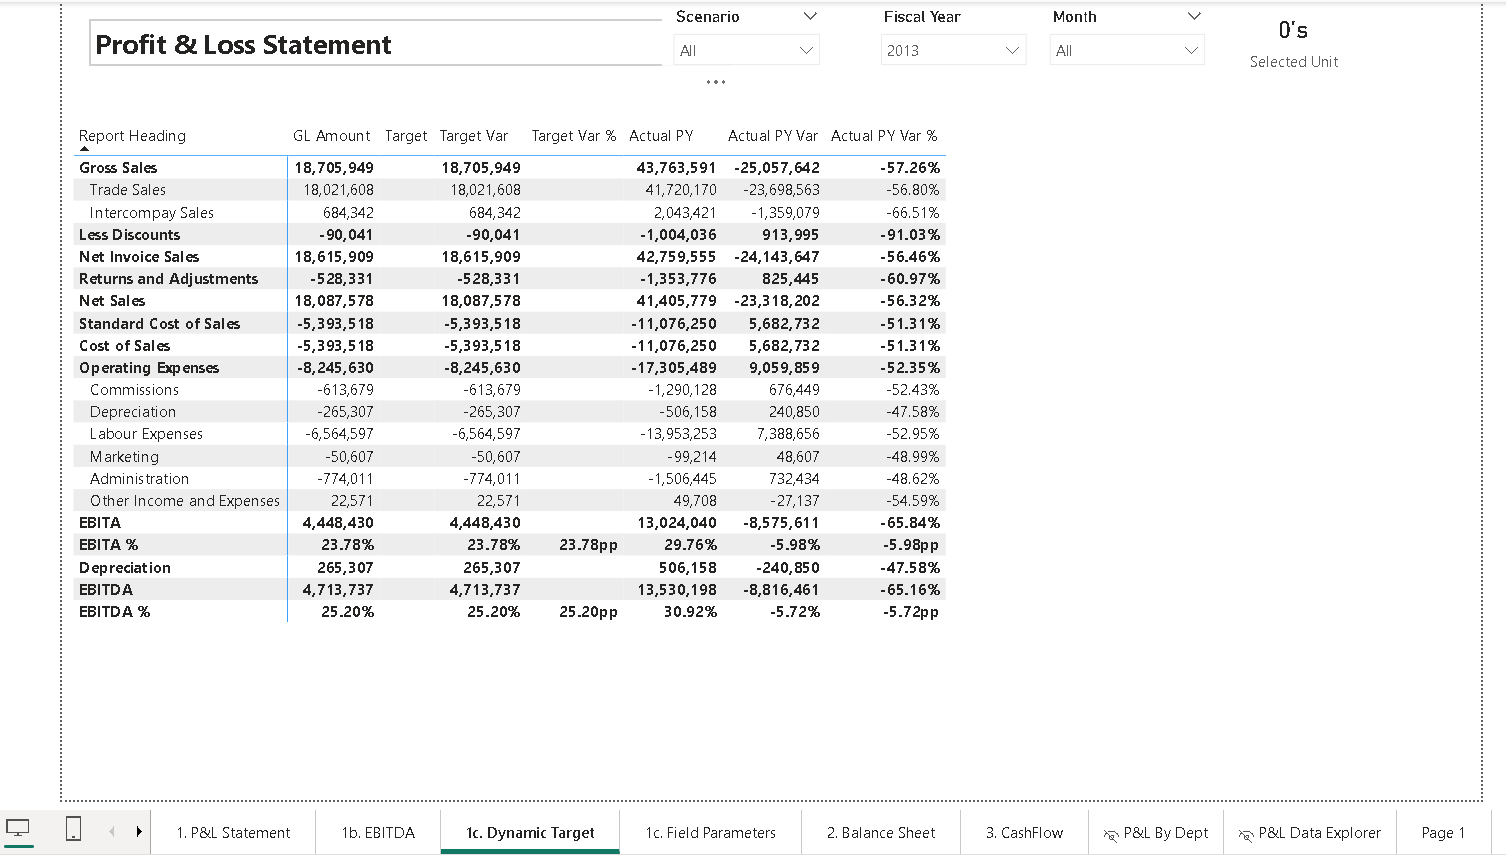 Scenario Fiscal Year Month
Profit & Loss Statement All 2013 All 0's
Selected Unit
Report Heading GL Amount Target Target Var Target Var % Actual PY Actual PY Var Actual PY Var %
Gross Sales 18,705,949 18,705,949 43,763,591 -25,057,642 -57.26%
Trade Sales 18,021,608 18,021,608 41,720,170 -23,698,563 -56.80%
Intercompay Sales 684,342 684,342 2,043,421 -1,359,079 -66.51%
Less Discounts -90,041 -90,041 -1,004,036 913,995 -91.03%
Net Invoice Sales 18,615,909 18,615,909 42,759,555 -24,143,647 -56.46%
Returns and Adjustments -528,331 -528,331 -1,353,776 825,445 -60.97%
Net Sales 18,087,578 18,087,578 41,405,779 -23,318,202 -56.32%
Standard Cost of Sales -5,393,518 -5,393,518 -11,076,250 5,682,732 -51.31%
Cost of Sales -5,393,518 -5,393,518 -11,076,250 5,682,732 -51.31%
Operating Expenses -8,245,630 -8,245,630 -17,305,489 9,059,859 -52.35%
Commissions -613,679 -613,679 -1,290,128 676,449 -52.43%
Depreciation -265,307 -265,307 -506,158 240,850 -47.58%
Labour Expenses -6,564,597 -6,564,597 -13,953,253 7,388,656 -52.95%
Marketing -50,607 -50,607 -99,214 48,607 -48.99%
Administration -774,011 -774,011 -1,506,445 732,434 -48.62%
Other Income and Expenses 22,571 22,571 49,708 -27,137 -54.59%
EBITA 4,448,430 4,448,430 13,024,040 -8,575,611 -65.84%
EBITA % 23.78% 23.78% 23.78pp 29.76% -5.98% -5.98pp
Depreciation 265,307 265,307 506,158 -240,850 -47.58%
EBITDA 4,713,737 4,713,737 13,530,198 -8,816,461 -65.16%
EBITDA % 25.20% 25.20% 25.20pp 30.92% -5.72% -5.72pp
1. P&L Statement 1b. EBITDA 1c. Dynamic Target 1c. Field Parameters 2. Balance Sheet 3. CashFlow P&L By Dept P&L Data Explorer Page 1